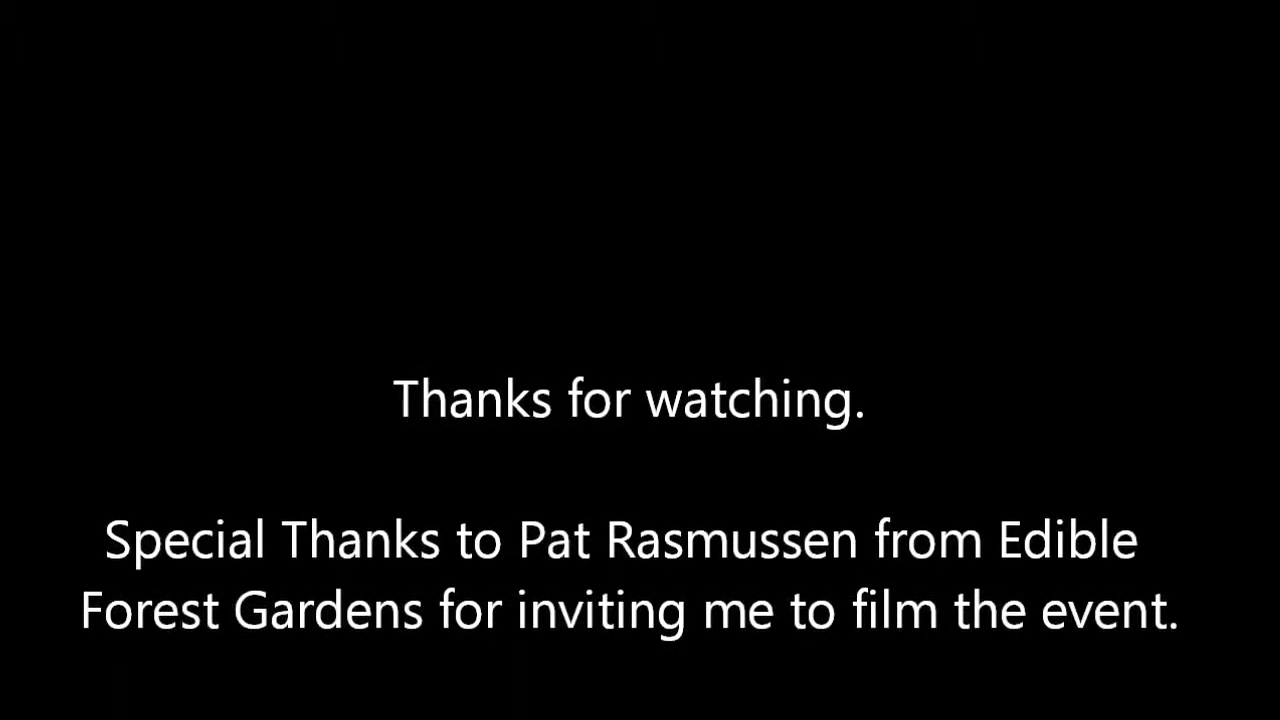 Thanks for watching.
Special Thanks to Pat Rasmussen from Edible
Forest Gardens for inviting me to film the event.